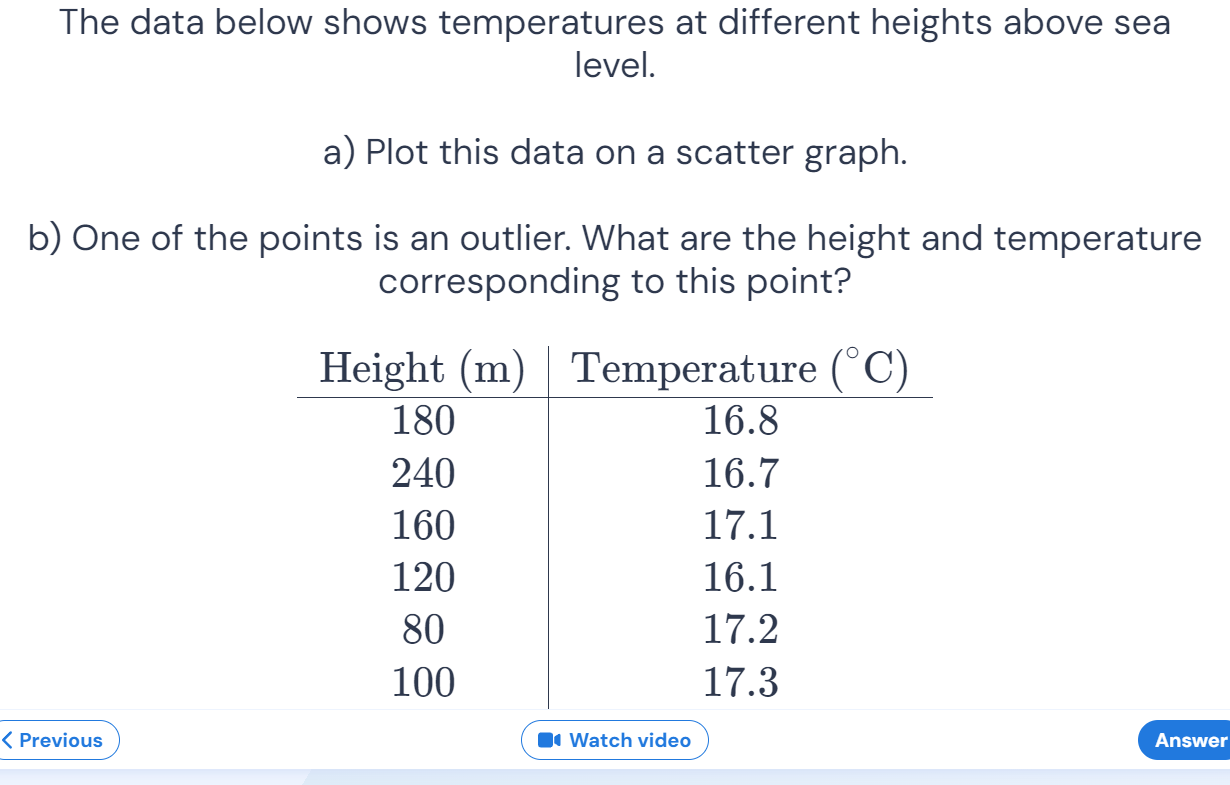 The data below shows temperatures at different heights above sea
level.
a) Plot this data on a scatter graph.
b) One of the points is an outlier. What are the height and temperature
corresponding to this point?
Height (m) Temperature (°C)
180 16.8
240 16.7
160 17.1
120 16.1
80 17.2
100 17.3
< Previous Watch video Answer